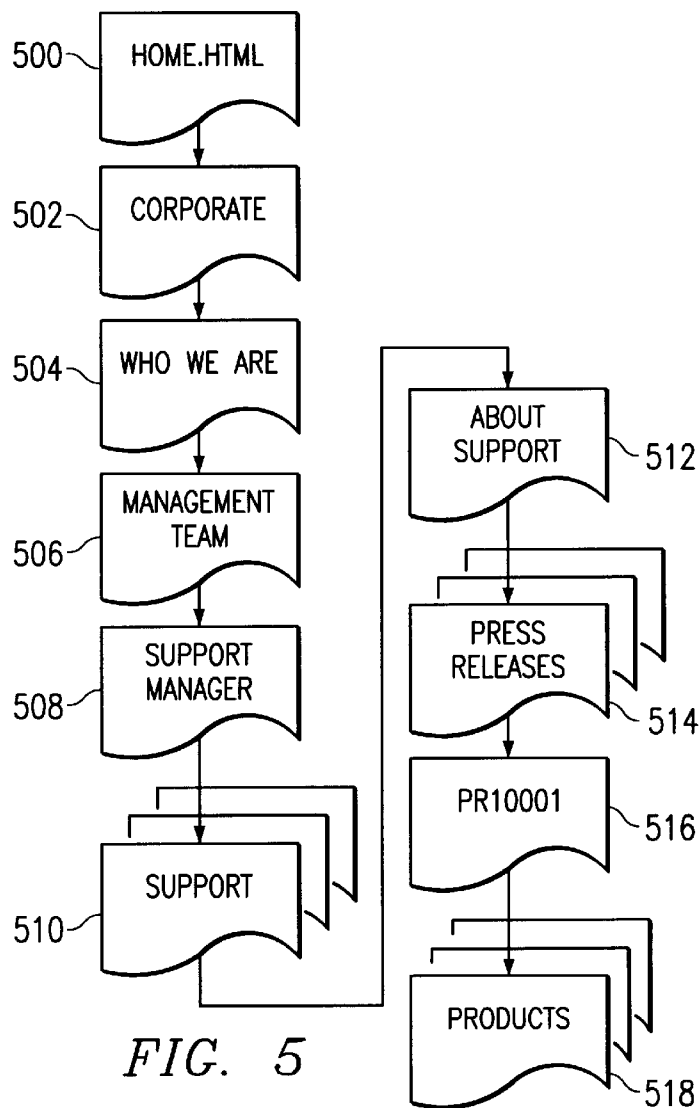 500
HOME.HTML
502
CORPORATE
504
WHO WE ARE
506
MANAGEMENT
TEAM
508
SUPPORT
MANAGER
510
SUPPORT
ABOUT
SUPPORT
512
PRESS
RELEASES
514
PR10001
516
PRODUCTS
518
FIG. 5